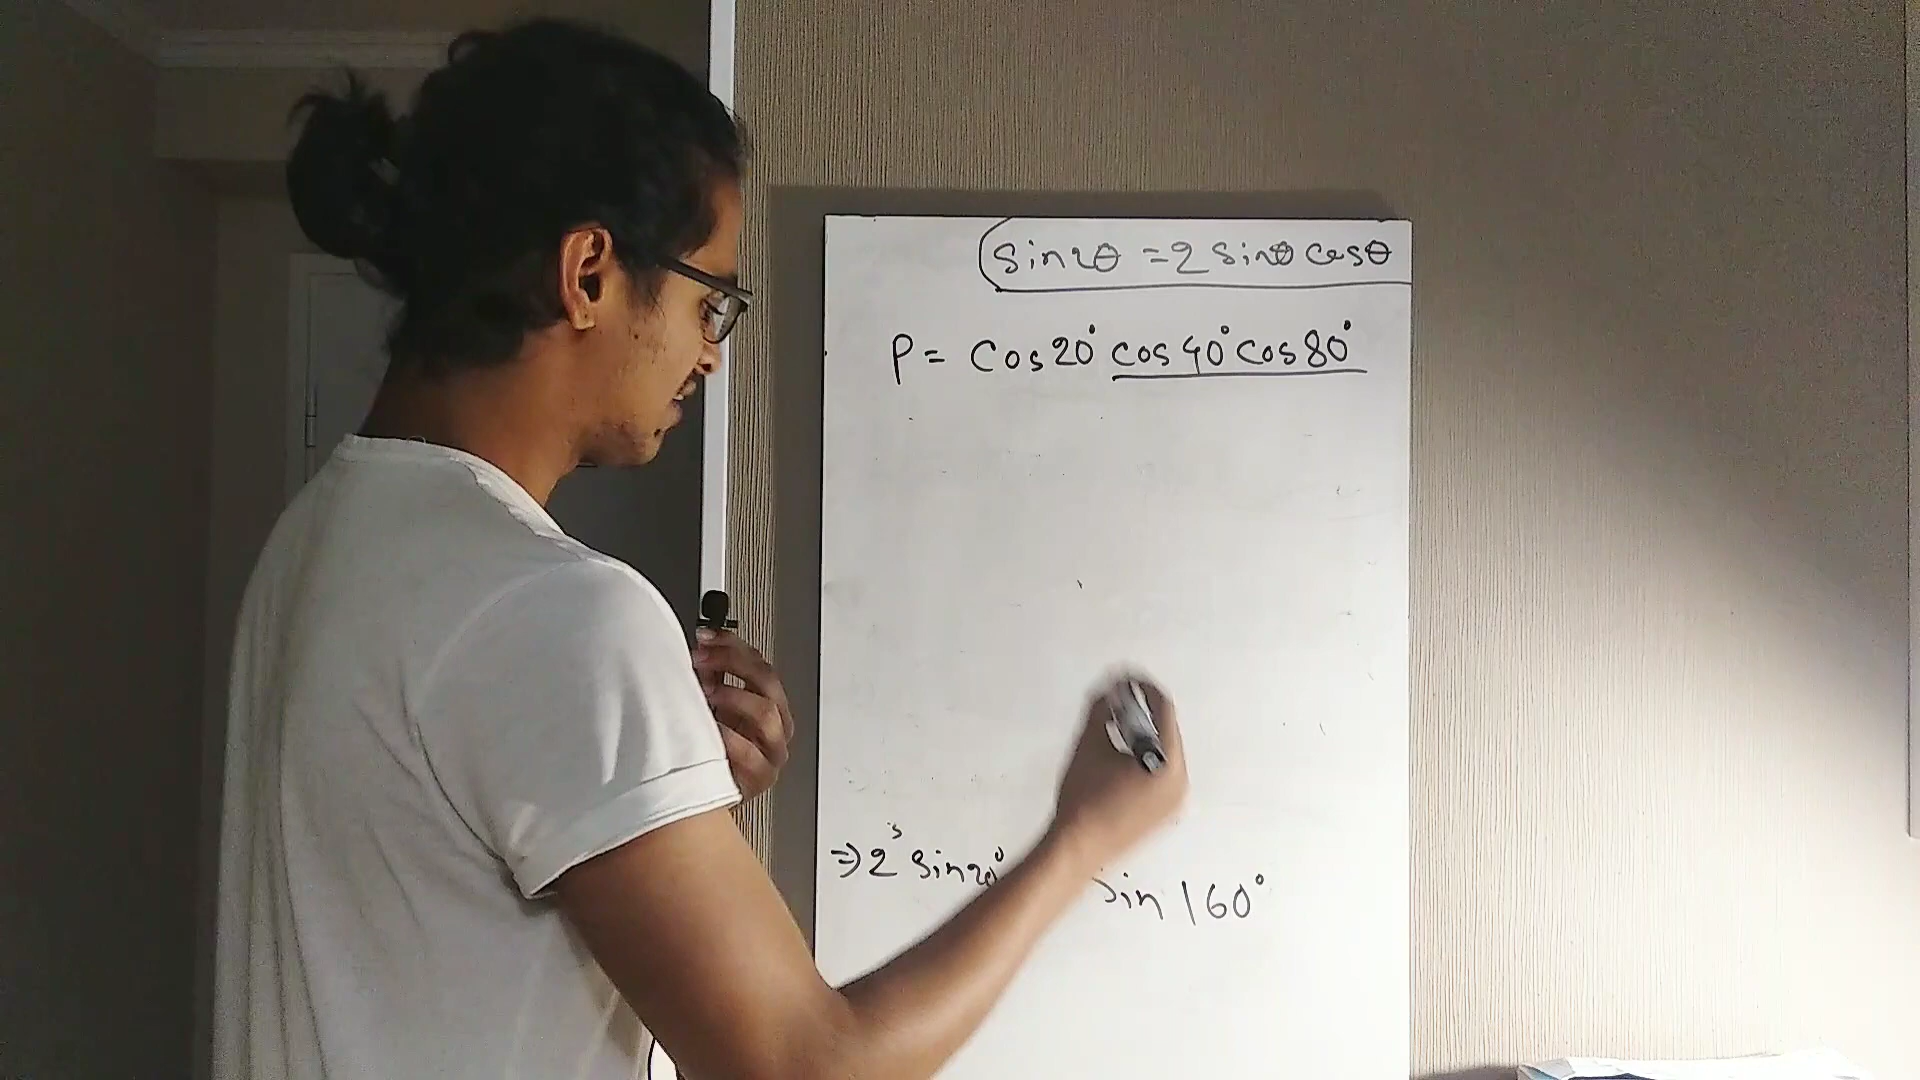 sin2θ = 2 sinθ cosθ
P = cos20° cos40° cos80°
⇒ 2³ sin20° sin 160°